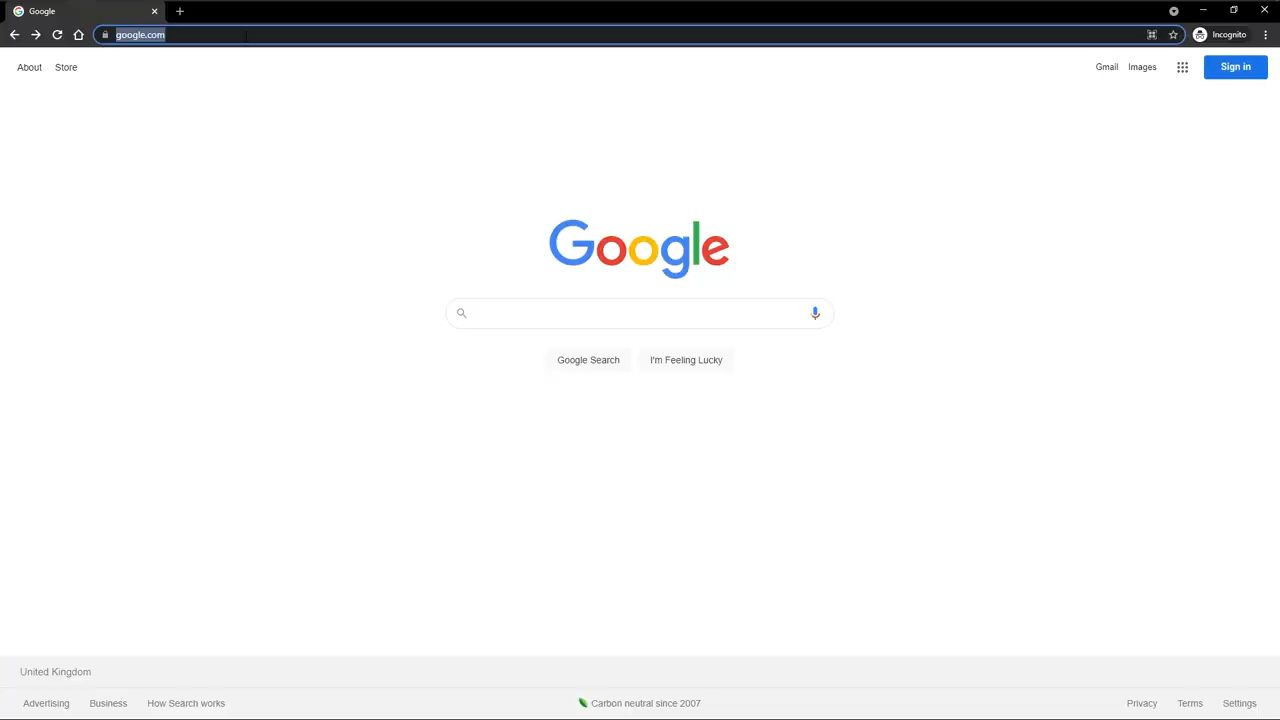 Google
google.com
Incognito
About Store
Gmail Images Sign in
Google
Google Search I'm Feeling Lucky
United Kingdom
Advertising Business How Search works Carbon neutral since 2007 Privacy Terms Settings